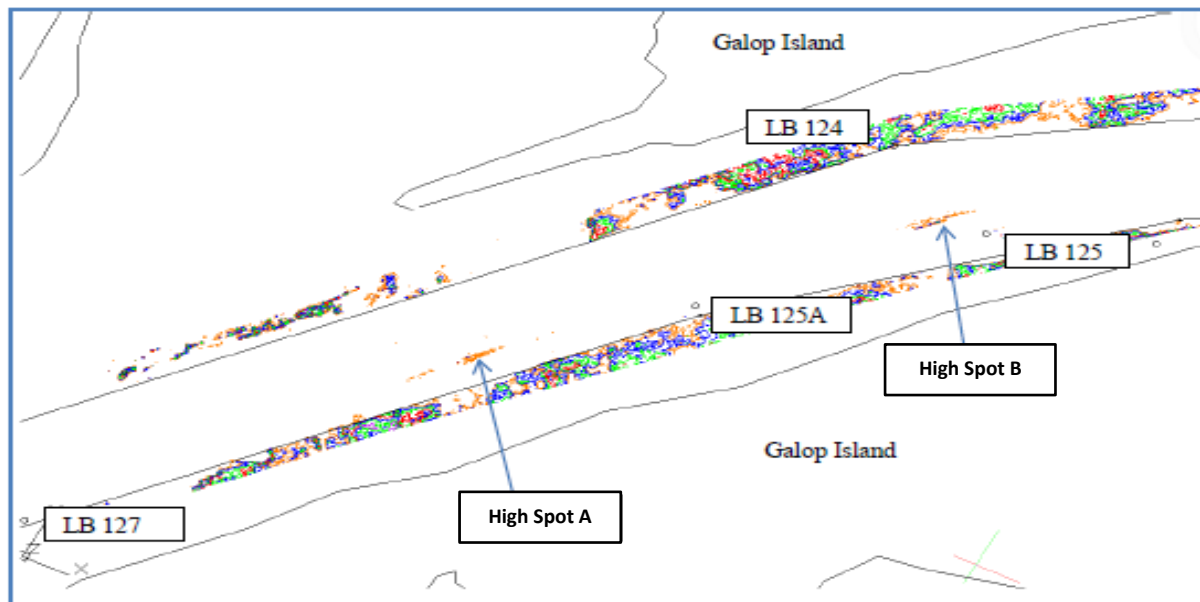 Galop Island
LB 124
LB 125
LB 125A
High Spot B
Galop Island
High Spot A
LB 127